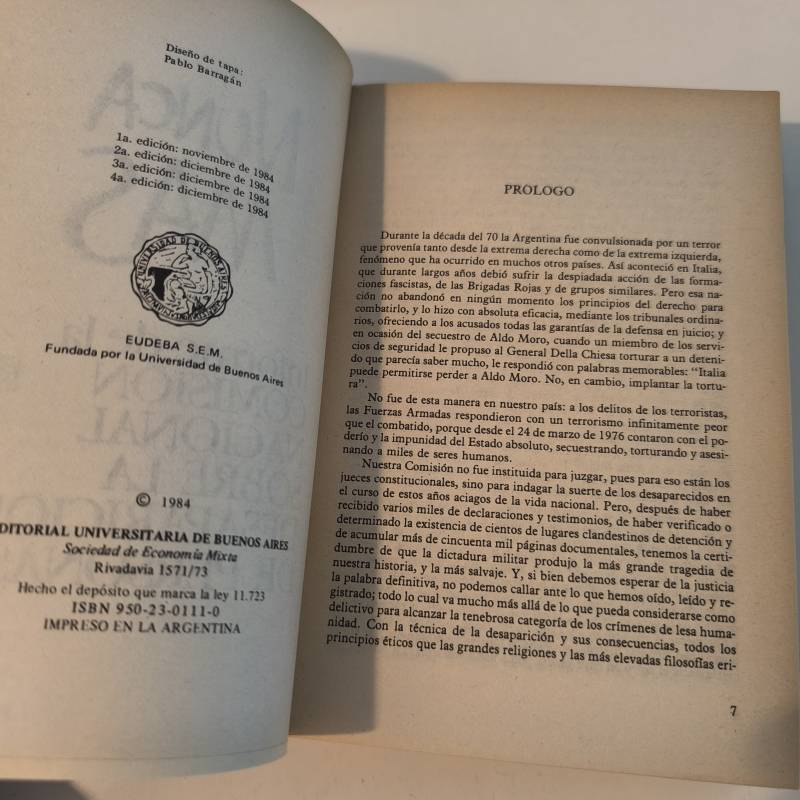 Diseño de tapa:
Pablo Barragán
1a. edición: noviembre de 1984
2a. edición: diciembre de 1984
3a. edición: diciembre de 1984
4a. edición: diciembre de 1984
UNIVERSIDAD DE BUENOS AIRES
EUDEBA S.E.M.
Fundada por la Universidad de Buenos Aires
© 1984
EDITORIAL UNIVERSITARIA DE BUENOS AIRES
Sociedad de Economía Mixta
Rivadavia 1571/73
Hecho el depósito que marca la ley 11.723
ISBN 950-23-0111-0
IMPRESO EN LA ARGENTINA
PROLOGO
Durante la década del 70 la Argentina fue convulsionada por un terror
que provenía tanto desde la extrema derecha como de la extrema izquierda,
fenómeno que ha ocurrido en muchos otros países. Así aconteció en Italia,
que durante largos años debió sufrir la despiadada acción de las forma-
ciones fascistas, de las Brigadas Rojas y de grupos similares. Pero esa na-
ción no abandonó en ningún momento los principios del derecho para
combatirlo, y lo hizo con absoluta eficacia, mediante los tribunales ordina-
rios, ofreciendo a los acusados todas las garantías de la defensa en juicio; y
en ocasión del secuestro de Aldo Moro, cuando un miembro de los servi-
cios de seguridad le propuso al General Della Chiesa torturar a un deteni-
do que parecía saber mucho, le respondió con palabras memorables: “Italia
puede permitirse perder a Aldo Moro. No, en cambio, implantar la tortu-
ra”.
No fue de esta manera en nuestro país: a los delitos de los terroristas,
las Fuerzas Armadas respondieron con un terrorismo infinitamente peor
que el combatido, porque desde el 24 de marzo de 1976 contaron con el po-
derío y la impunidad del Estado absoluto, secuestrando, torturando y asesi-
nando a miles de seres humanos.
Nuestra Comisión no fue instituida para juzgar, pues para eso están los
jueces constitucionales, sino para indagar la suerte de los desaparecidos en
el curso de estos años aciagos de la vida nacional. Pero, después de haber
recibido varios miles de declaraciones y testimonios, de haber verificado o
determinado la existencia de cientos de lugares clandestinos de detención y
de acumular más de cincuenta mil páginas documentales, tenemos la certi-
dumbre de que la dictadura militar produjo la más grande tragedia de
nuestra historia, y la más salvaje. Y, si bien debemos esperar de la justicia
la palabra definitiva, no podemos callar ante lo que hemos oído, leído y re-
gistrado; todo lo cual va mucho más allá de lo que pueda considerarse como
delictivo para alcanzar la tenebrosa categoría de los crímenes de lesa huma-
nidad. Con la técnica de la desaparición y sus consecuencias, todos los
principios éticos que las grandes religiones y las más elevadas filosofías eri-
7